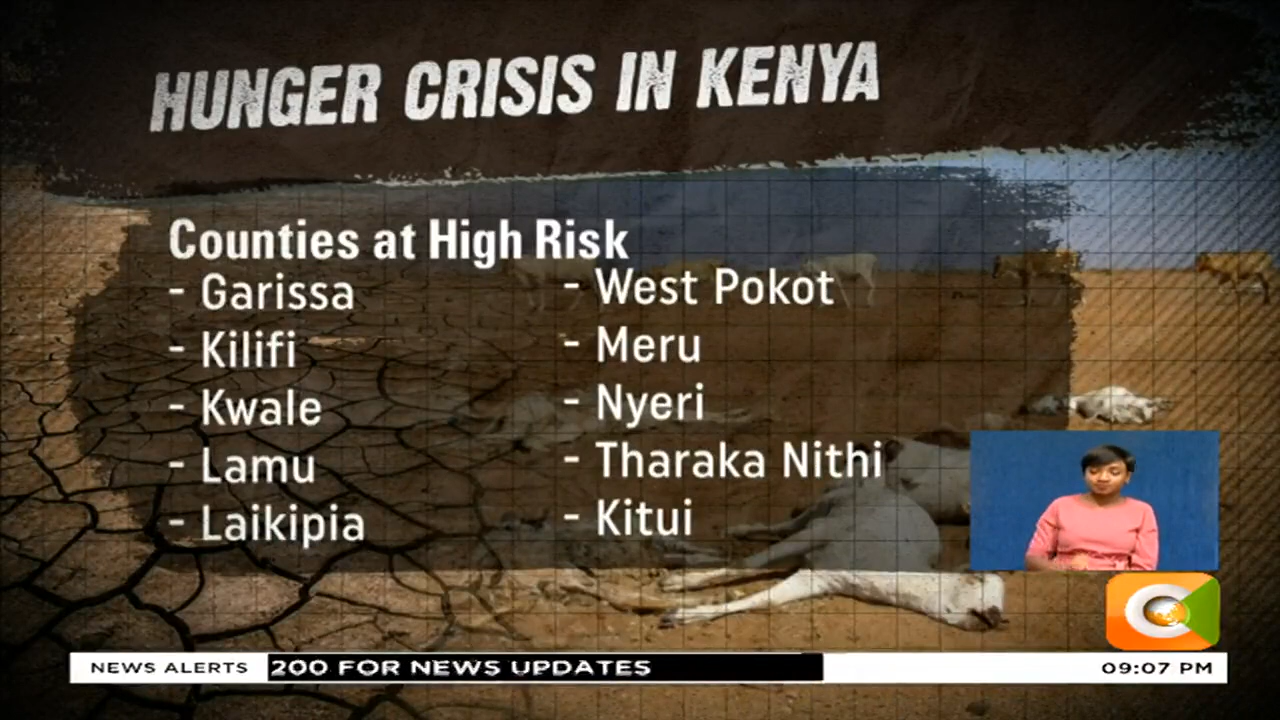 HUNGER CRISIS IN KENYA
Counties at High Risk
- Garissa
- Kilifi
- Kwale
- Lamu
- Laikipia
- West Pokot
- Meru
- Nyeri
- Tharaka Nithi
- Kitui
NEWS ALERTS
200 FOR NEWS UPDATES
09:07 PM